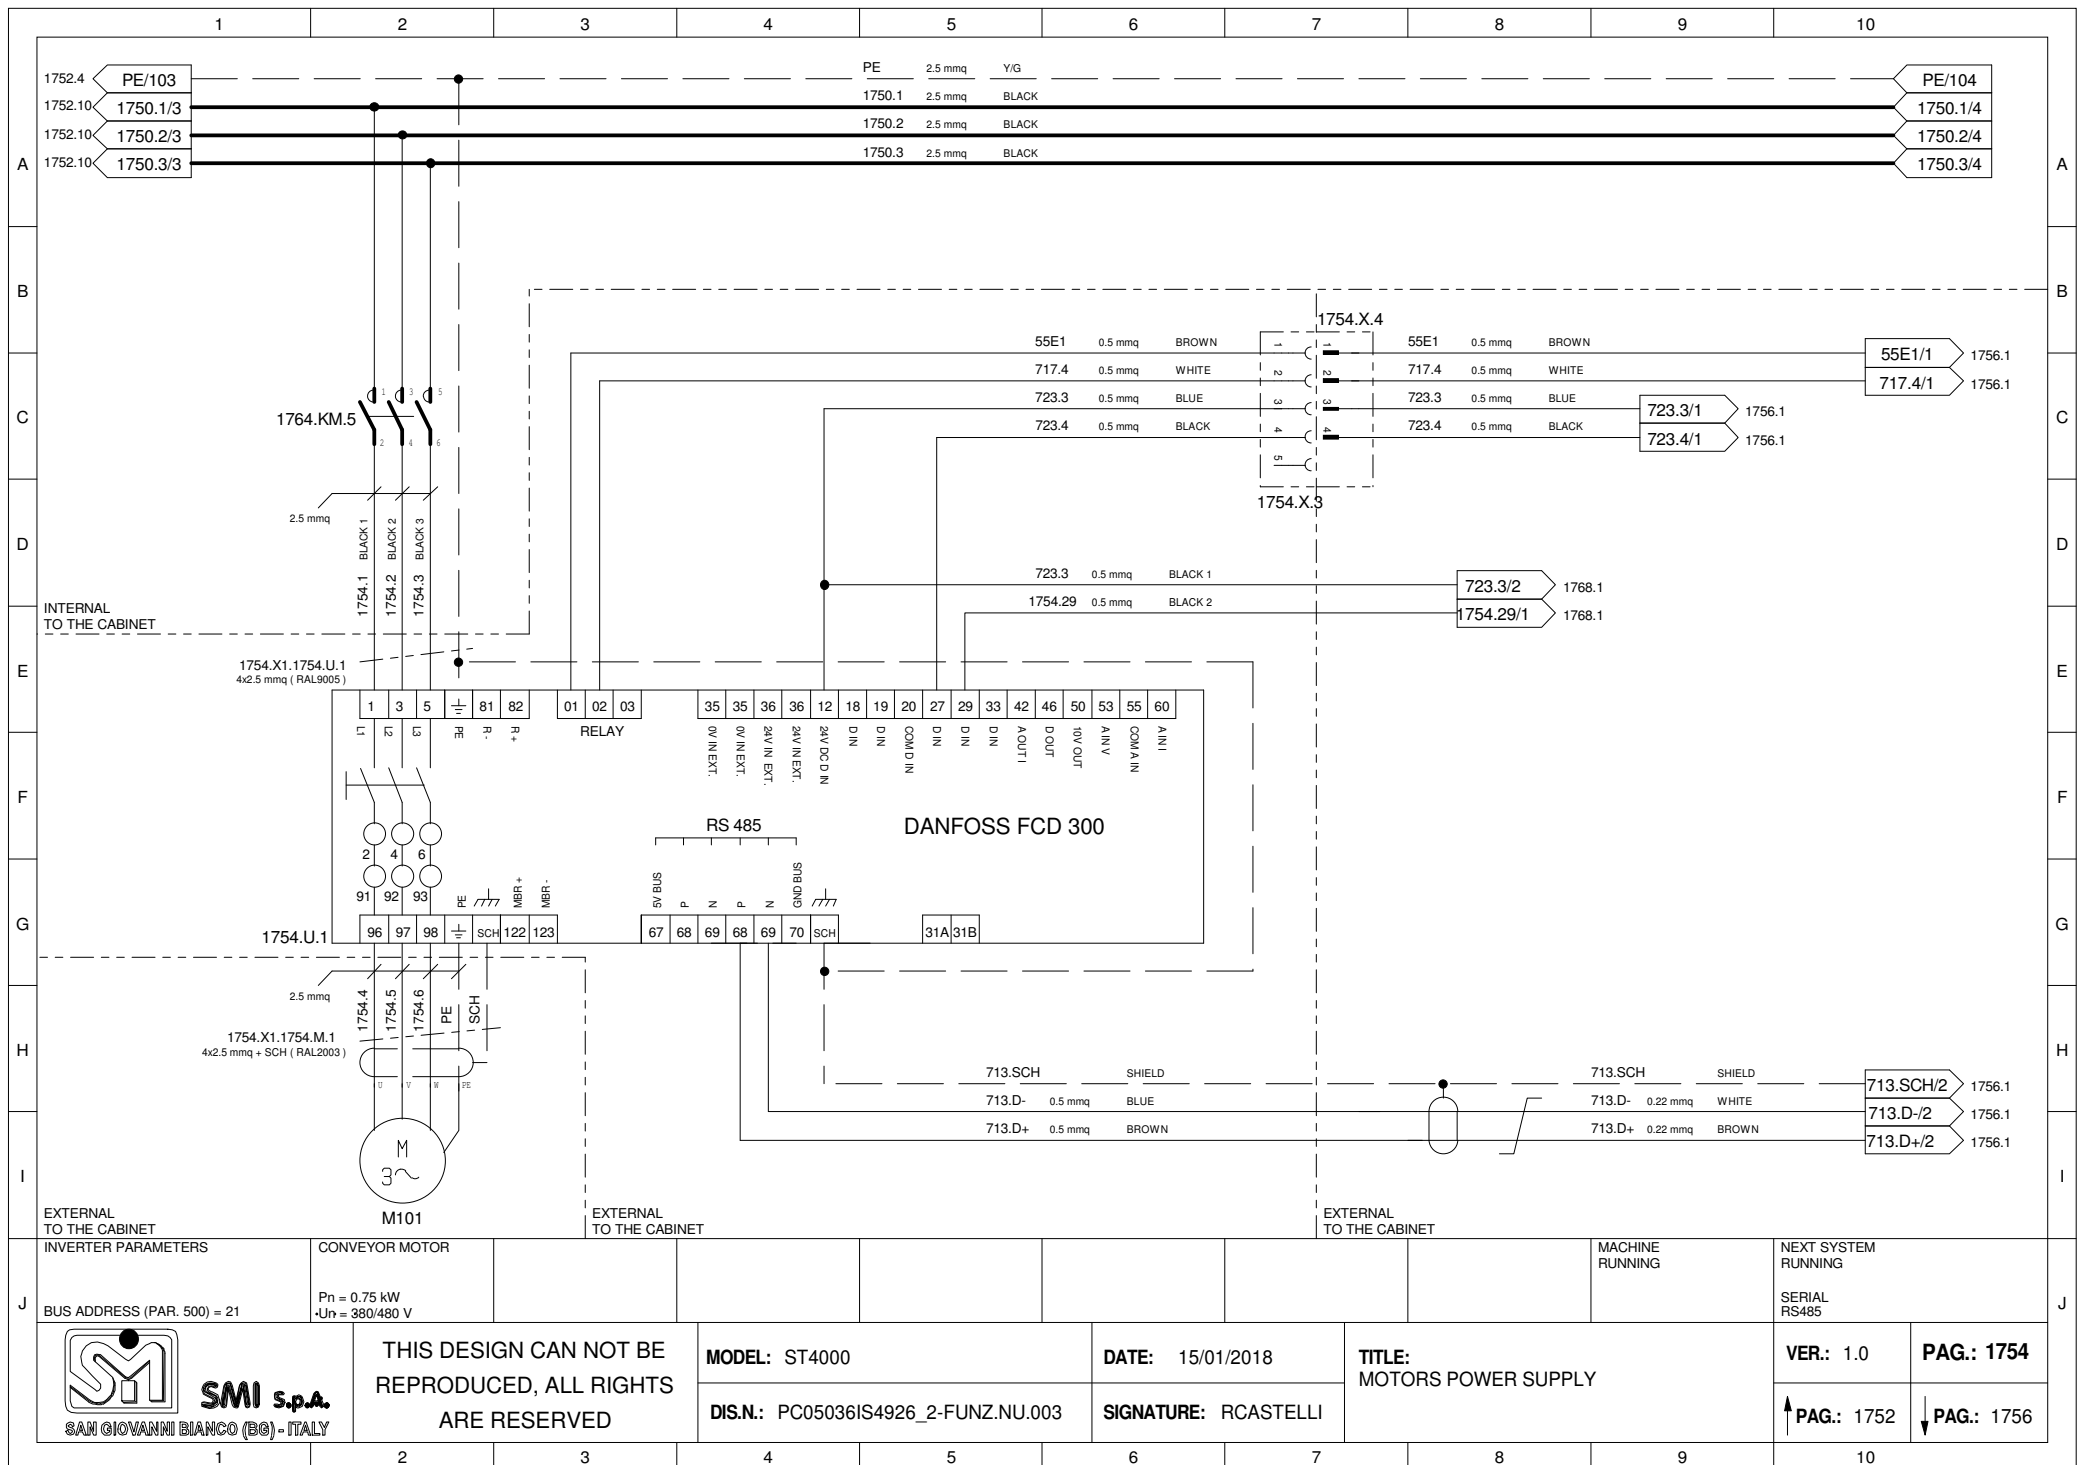 1 2 3 4 5 6 7 8 9 10
1752.4 PE/103 PE 2.5 mmq Y/G PE/104
1752.10 1750.1/3 1750.1 2.5 mmq BLACK 1750.1/4
1752.10 1750.2/3 1750.2 2.5 mmq BLACK 1750.2/4
1752.10 1750.3/3 1750.3 2.5 mmq BLACK 1750.3/4
A A
B B
1754.X.4
55E1 0.5 mmq BROWN 1 1 55E1 0.5 mmq BROWN 55E1/1 1756.1
717.4 0.5 mmq WHITE 2 2 717.4 0.5 mmq WHITE 717.4/1 1756.1
723.3 0.5 mmq BLUE 3 3 723.3 0.5 mmq BLUE 723.3/1 1756.1
723.4 0.5 mmq BLACK 4 4 723.4 0.5 mmq BLACK 723.4/1 1756.1
5
1754.X.3
C C
1 3 5
1764.KM.5
2 4 6
2.5 mmq
BLACK 1 BLACK 2 BLACK 3
1754.1 1754.2 1754.3
D D
723.3 0.5 mmq BLACK 1 723.3/2 1768.1
1754.29 0.5 mmq BLACK 2 1754.29/1 1768.1
INTERNAL
TO THE CABINET
E E
1754.X1.1754.U.1
4x2.5 mmq ( RAL9005 )
1 3 5 81 82 01 02 03 35 35 36 36 12 18 19 20 27 29 33 42 46 50 53 55 60
L1 L2 L3 PE R - R + RELAY 0V IN EXT. 0V IN EXT. 24V IN EXT. 24V IN EXT. 24V DC D IN D IN D IN COM D IN D IN D IN D IN A OUT I D OUT 10V OUT A IN V COM A IN A IN I
F F
RS 485
DANFOSS FCD 300
2 4 6
91 92 93 PE MBR + MBR - 5V BUS P N P N GND BUS
G G
1754.U.1 96 97 98 SCH 122 123 67 68 69 68 69 70 SCH 31A 31B
2.5 mmq
1754.4 1754.5 1754.6 PE SCH
1754.X1.1754.M.1
4x2.5 mmq + SCH ( RAL2003 )
H H
U V W PE
713.SCH SHIELD 713.SCH SHIELD 713.SCH/2 1756.1
713.D- 0.5 mmq BLUE 713.D- 0.22 mmq WHITE 713.D-/2 1756.1
713.D+ 0.5 mmq BROWN 713.D+ 0.22 mmq BROWN 713.D+/2 1756.1
M
3~
M101
I I
EXTERNAL
TO THE CABINET
EXTERNAL
TO THE CABINET
EXTERNAL
TO THE CABINET
J J
INVERTER PARAMETERS
BUS ADDRESS (PAR. 500) = 21
CONVEYOR MOTOR
Pn = 0.75 kW
Un = 380/480 V
MACHINE
RUNNING
NEXT SYSTEM
RUNNING
SERIAL
RS485
SMI
SMI S.p.A.
SAN GIOVANNI BIANCO (BG) - ITALY
THIS DESIGN CAN NOT BE
REPRODUCED, ALL RIGHTS
ARE RESERVED
MODEL: ST4000
DIS.N.: PC05036IS4926_2-FUNZ.NU.003
DATE: 15/01/2018
SIGNATURE: RCASTELLI
TITLE:
MOTORS POWER SUPPLY
VER.: 1.0
PAG.: 1754
PAG.: 1752
PAG.: 1756
1 2 3 4 5 6 7 8 9 10